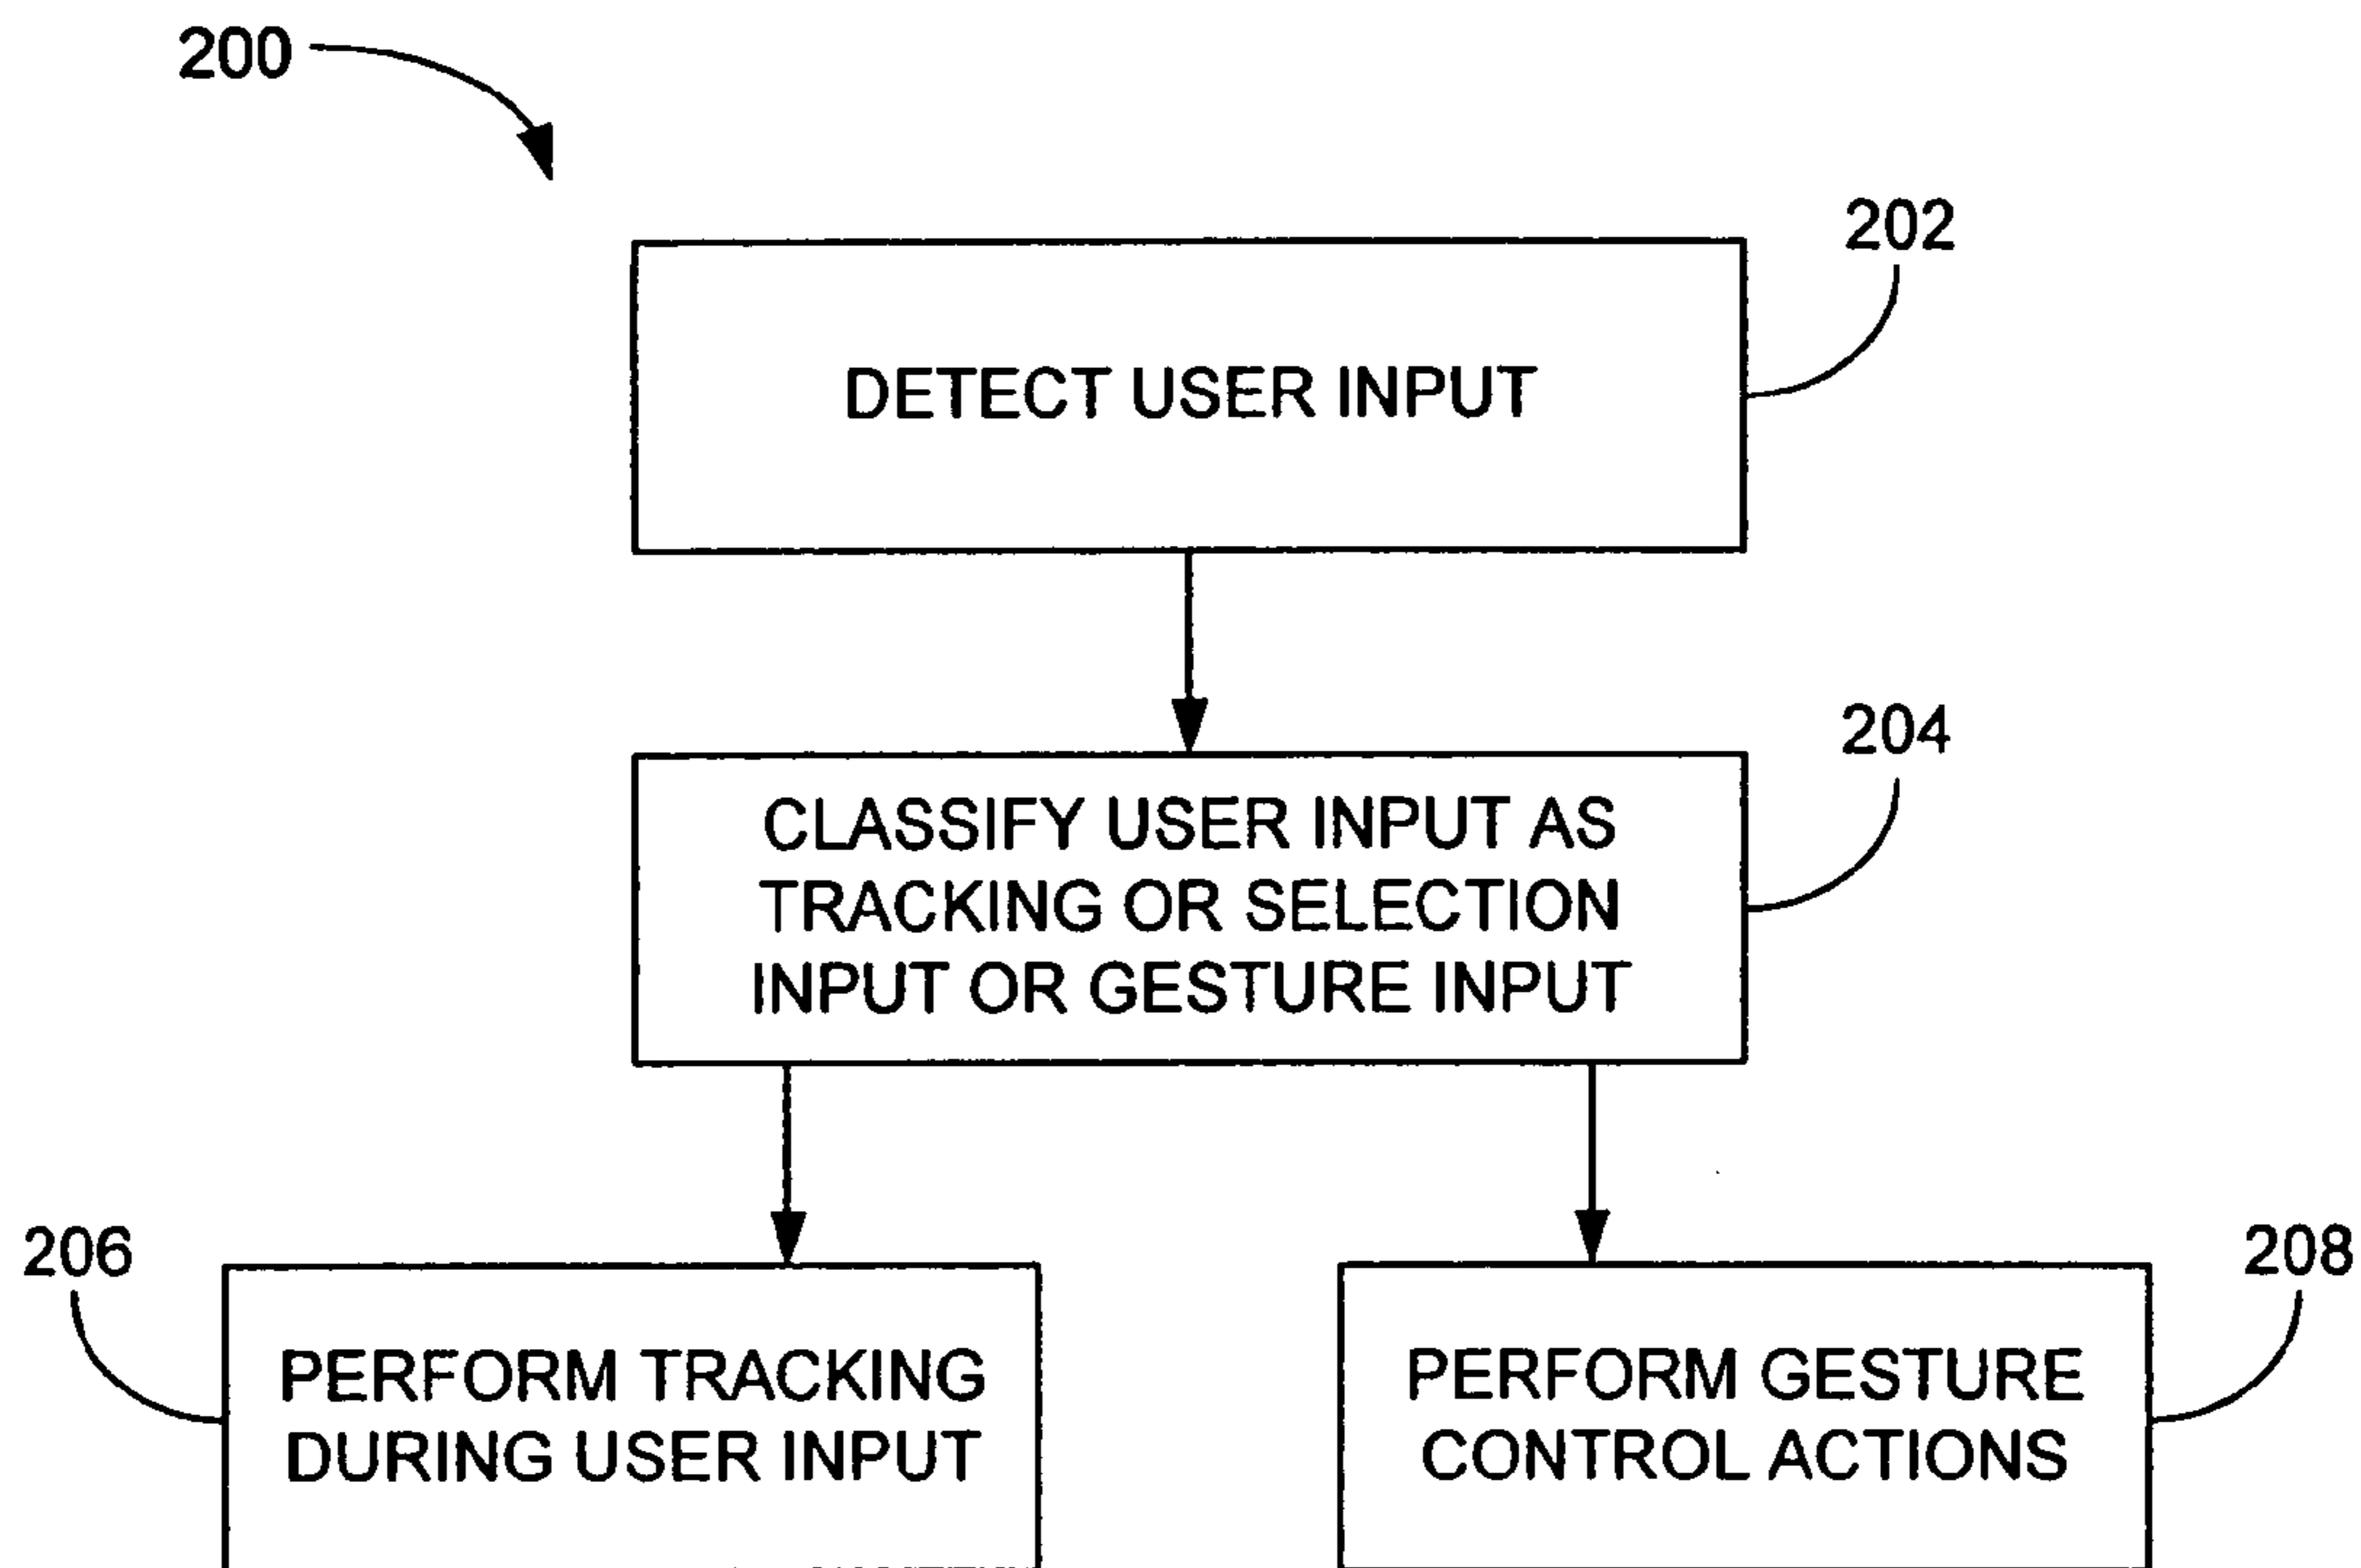 200
202
DETECT USER INPUT
204
CLASSIFY USER INPUT AS
TRACKING OR SELECTION
INPUT OR GESTURE INPUT
206
208
PERFORM TRACKING
DURING USER INPUT
PERFORM GESTURE
CONTROL ACTIONS